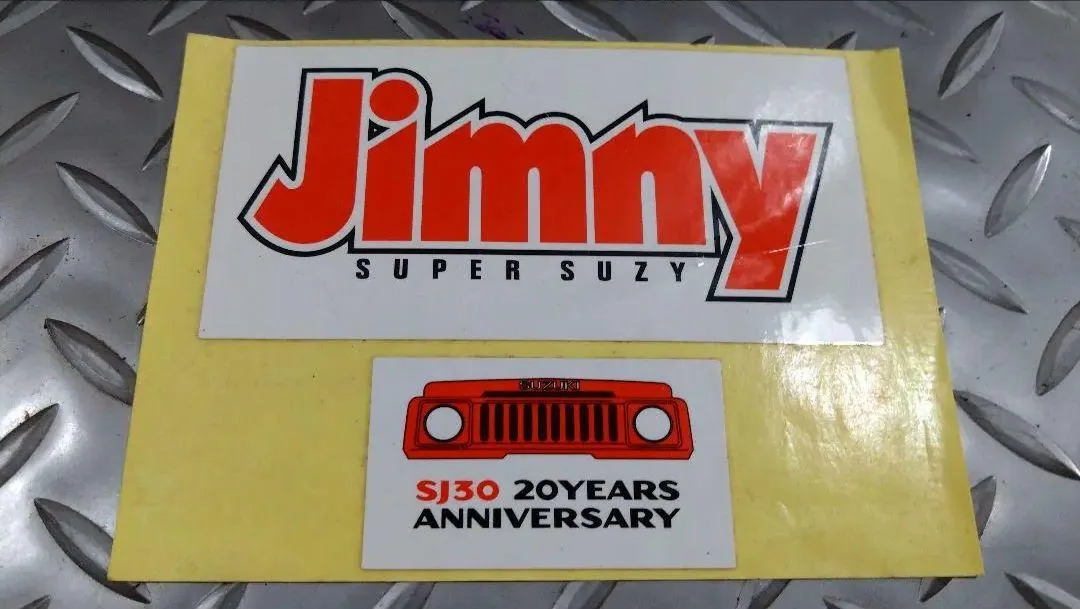 Jimny
SUPER SUZY
SUZUKI
SJ30 20YEARS
ANNIVERSARY